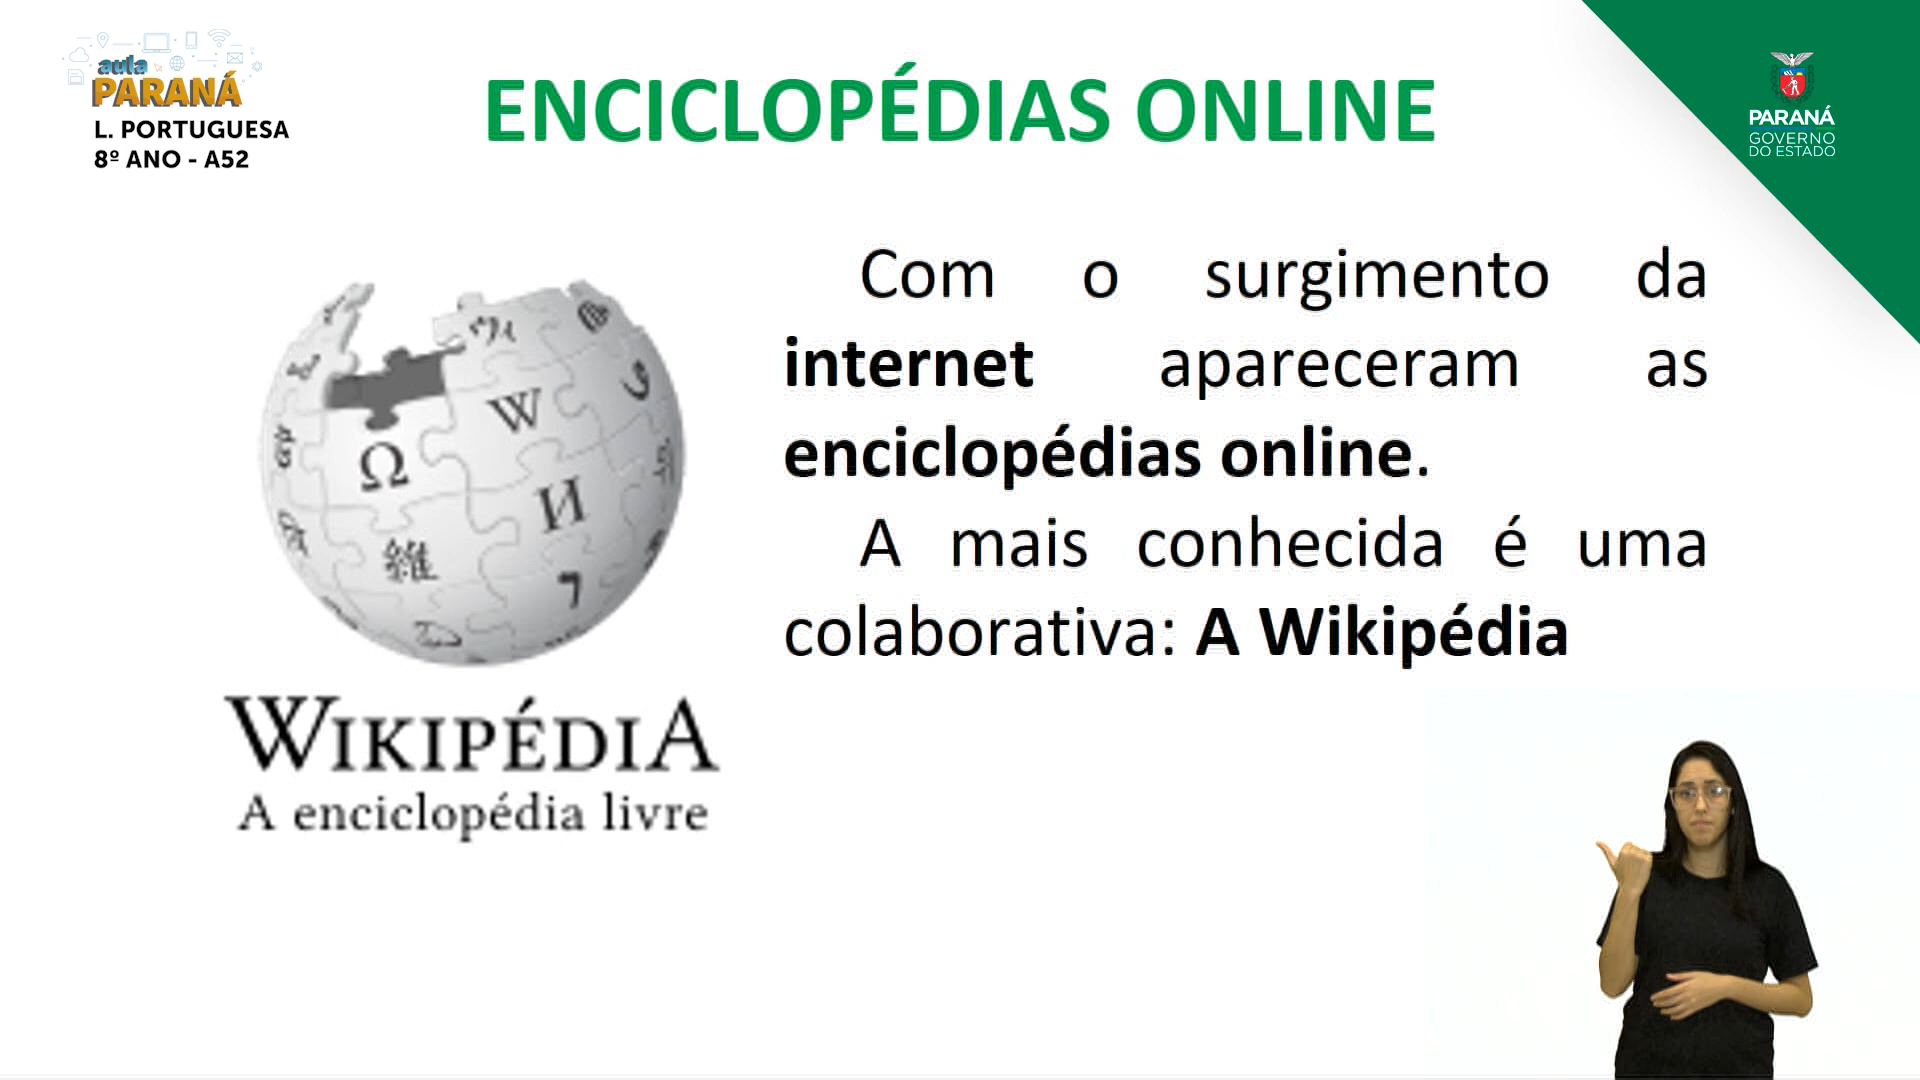 aula
PARANÁ
L. PORTUGUESA
8º ANO - A52
ENCICLOPÉDIAS ONLINE
PARANÁ
GOVERNO
DO ESTADO
Com o surgimento da
internet apareceram as
enciclopédias online.
A mais conhecida é uma
colaborativa: A Wikipédia
W
Ω
И
維
WIKIPÉDIA
A enciclopédia livre